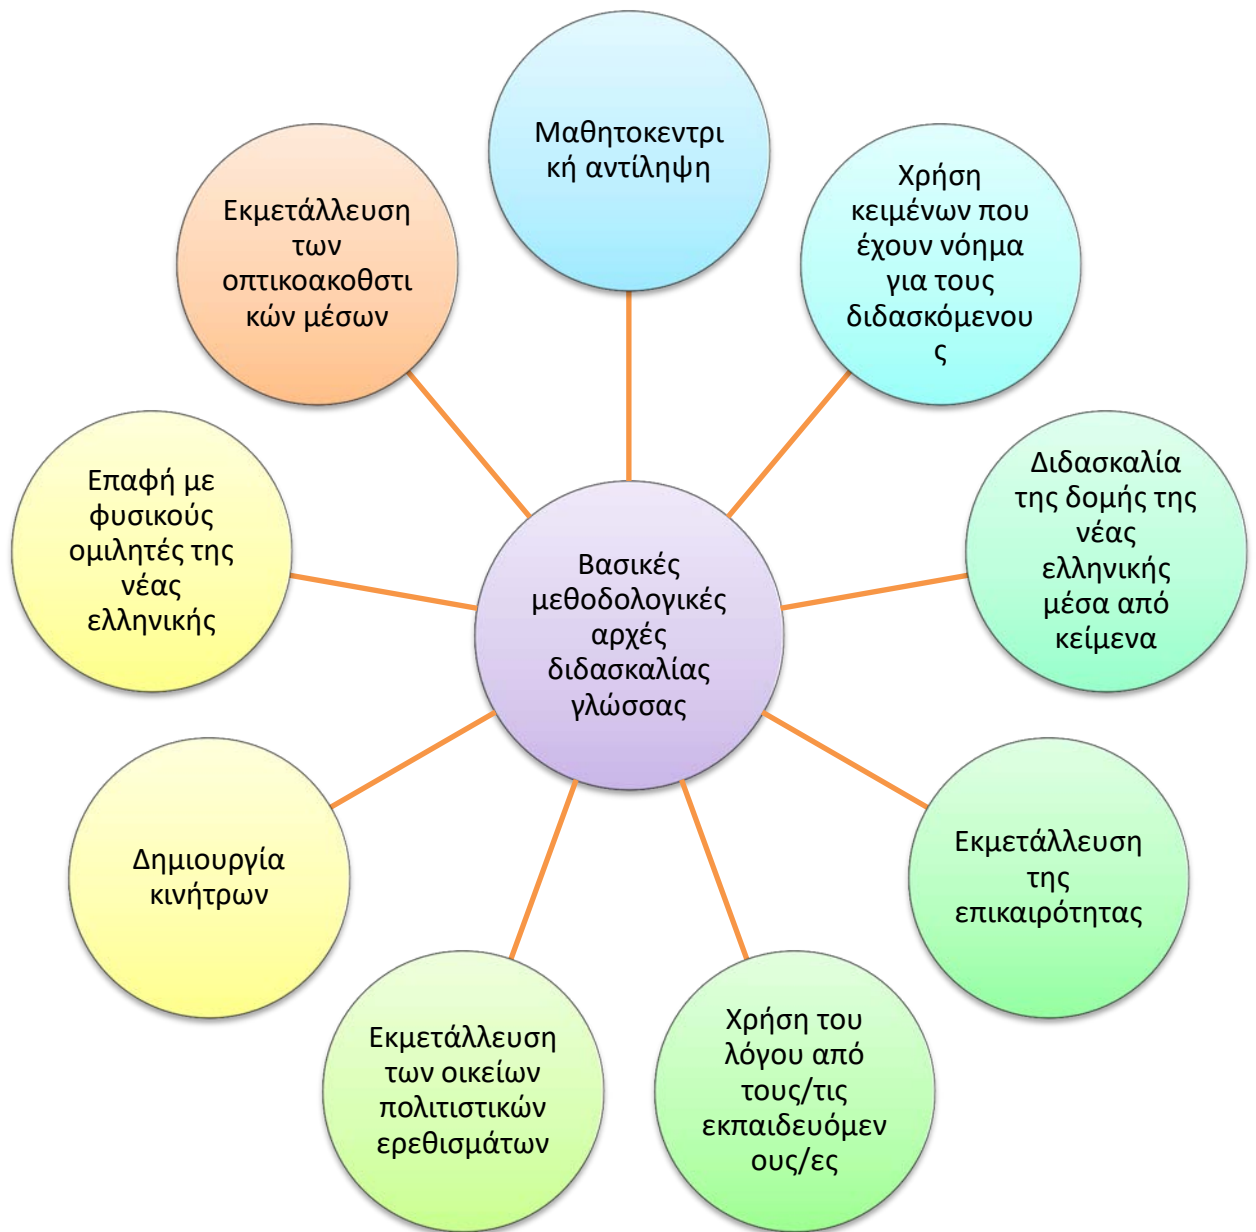 Μαθητοκεντρι
κή αντίληψη
Χρήση
κειμένων που
έχουν νόημα
για τους
διδασκόμενου
ς
Διδασκαλία
της δομής της
νέας
ελληνικής
μέσα από
κείμενα
Εκμετάλλευση
της
επικαιρότητας
Χρήση του
λόγου από
τους/τις
εκπαιδευόμεν
ους/ες
Εκμετάλλευση
των οικείων
πολιτιστικών
ερεθισμάτων
Δημιουργία
κινήτρων
Επαφή με
φυσικούς
ομιλητές της
νέας
ελληνικής
Εκμετάλλευση
των
οπτικοακοθστι
κών μέσων
Βασικές
μεθοδολογικές
αρχές
διδασκαλίας
γλώσσας